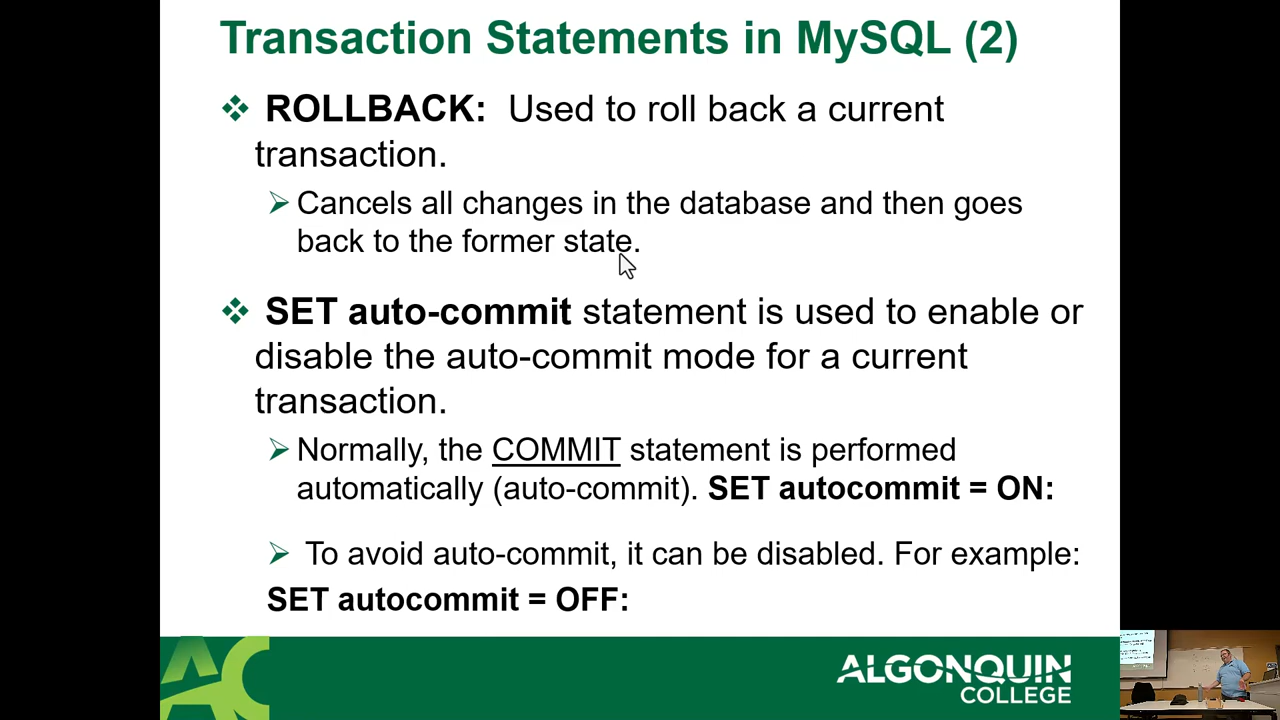 Transaction Statements in MySQL (2)
❖ ROLLBACK: Used to roll back a current
transaction.
➢ Cancels all changes in the database and then goes
back to the former state.
❖ SET auto-commit statement is used to enable or
disable the auto-commit mode for a current
transaction.
➢ Normally, the COMMIT statement is performed
automatically (auto-commit). SET autocommit = ON:
➢ To avoid auto-commit, it can be disabled. For example:
SET autocommit = OFF:
AC
ALGONQUIN
COLLEGE